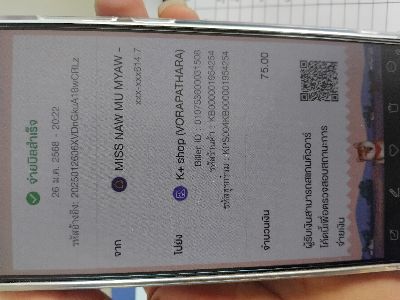 จ่ายบิลสำเร็จ
26 ม.ค. 2568 - 20:22
รหัสอ้างอิง: 2025012606XVDnGkuA18wCRLz
จาก
MISS NAW MU MYAW -
xxx-xxx614-7
ไปยัง
K+ shop (VORAPATHARA)
Biller ID : 010753600031508
รหัสร้านค้า : KB000001954254
รหัสธุรกรรม : KPS004KB000001954254
จำนวนเงิน
75.00
ผู้รับเงินสามารถสแกนคิวอาร์
โค้ดนี้เพื่อตรวจสอบสถานะการ
จ่ายเงิน